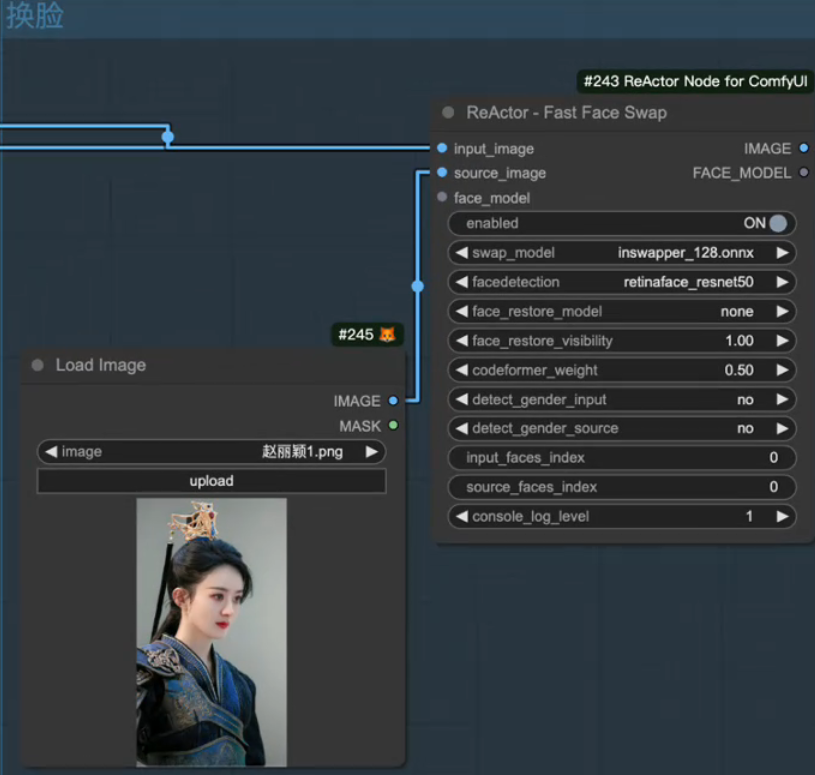 换脸
#243 ReActor Node for ComfyUI
ReActor - Fast Face Swap
input_image IMAGE
source_image FACE_MODEL
face_model
enabled ON
swap_model inswapper_128.onnx
facedetection retinaface_resnet50
face_restore_model none
face_restore_visibility 1.00
codeformer_weight 0.50
detect_gender_input no
detect_gender_source no
input_faces_index 0
source_faces_index 0
console_log_level 1
#245 🦊
Load Image
IMAGE
MASK
image 赵丽颖1.png
upload